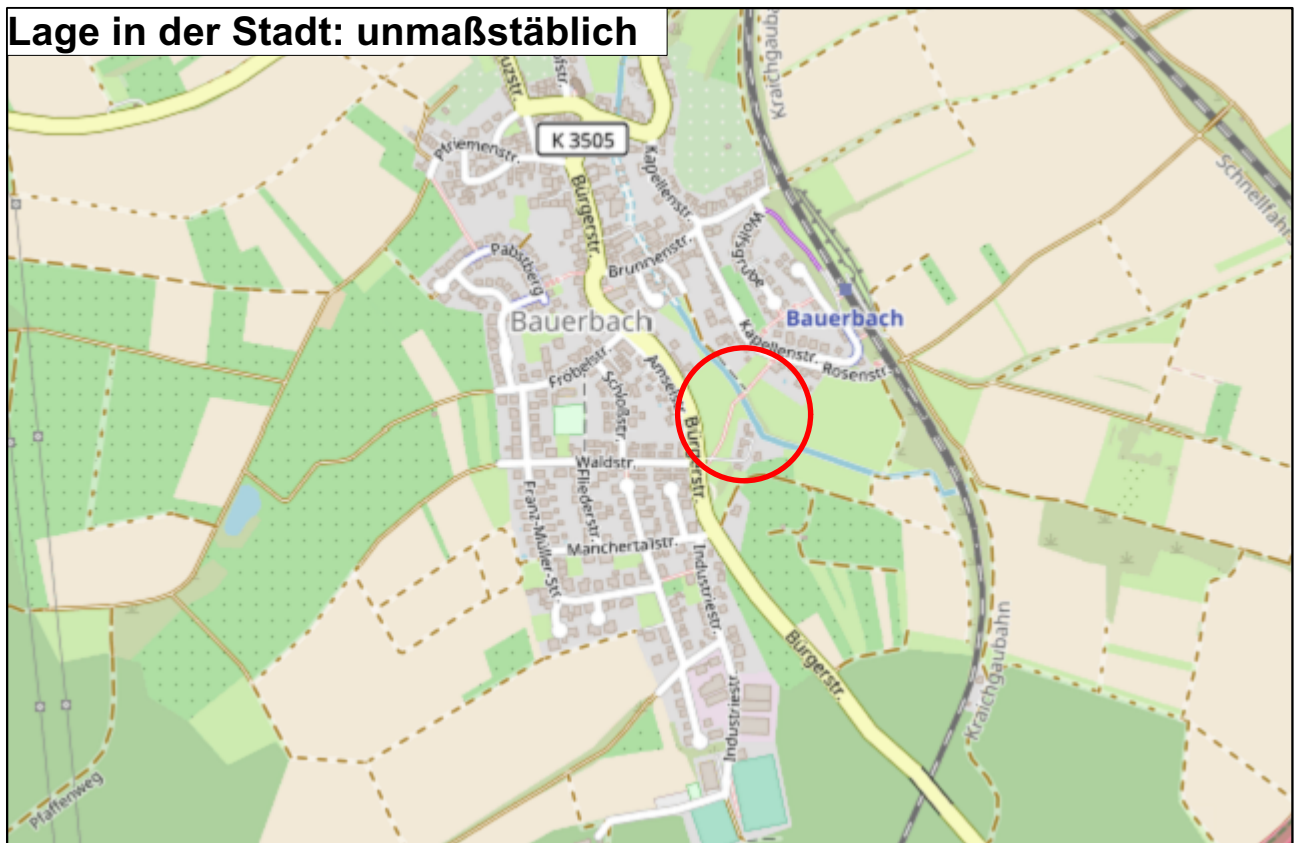 Lage in der Stadt: unmaßstäblich
Kraichgaubahn
K 3505
Pfriemenstr.
Kapellenstr.
Bürgerstr.
Schnellfahr
Wolfsgrube
Pabstberg
Brunnenstr.
Bauerbach
Bauerbach
Kapellenstr.
Rosenstr.
Fröbelstr.
Amselstr.
Schloßstr.
Bürgerstr.
Waldstr.
Fliederstr.
Franz-Müller-Str.
Manchertalstr.
Industriestr.
Bürgerstr.
Kraichgaubahn
Industriestr.
Pfaffenweg